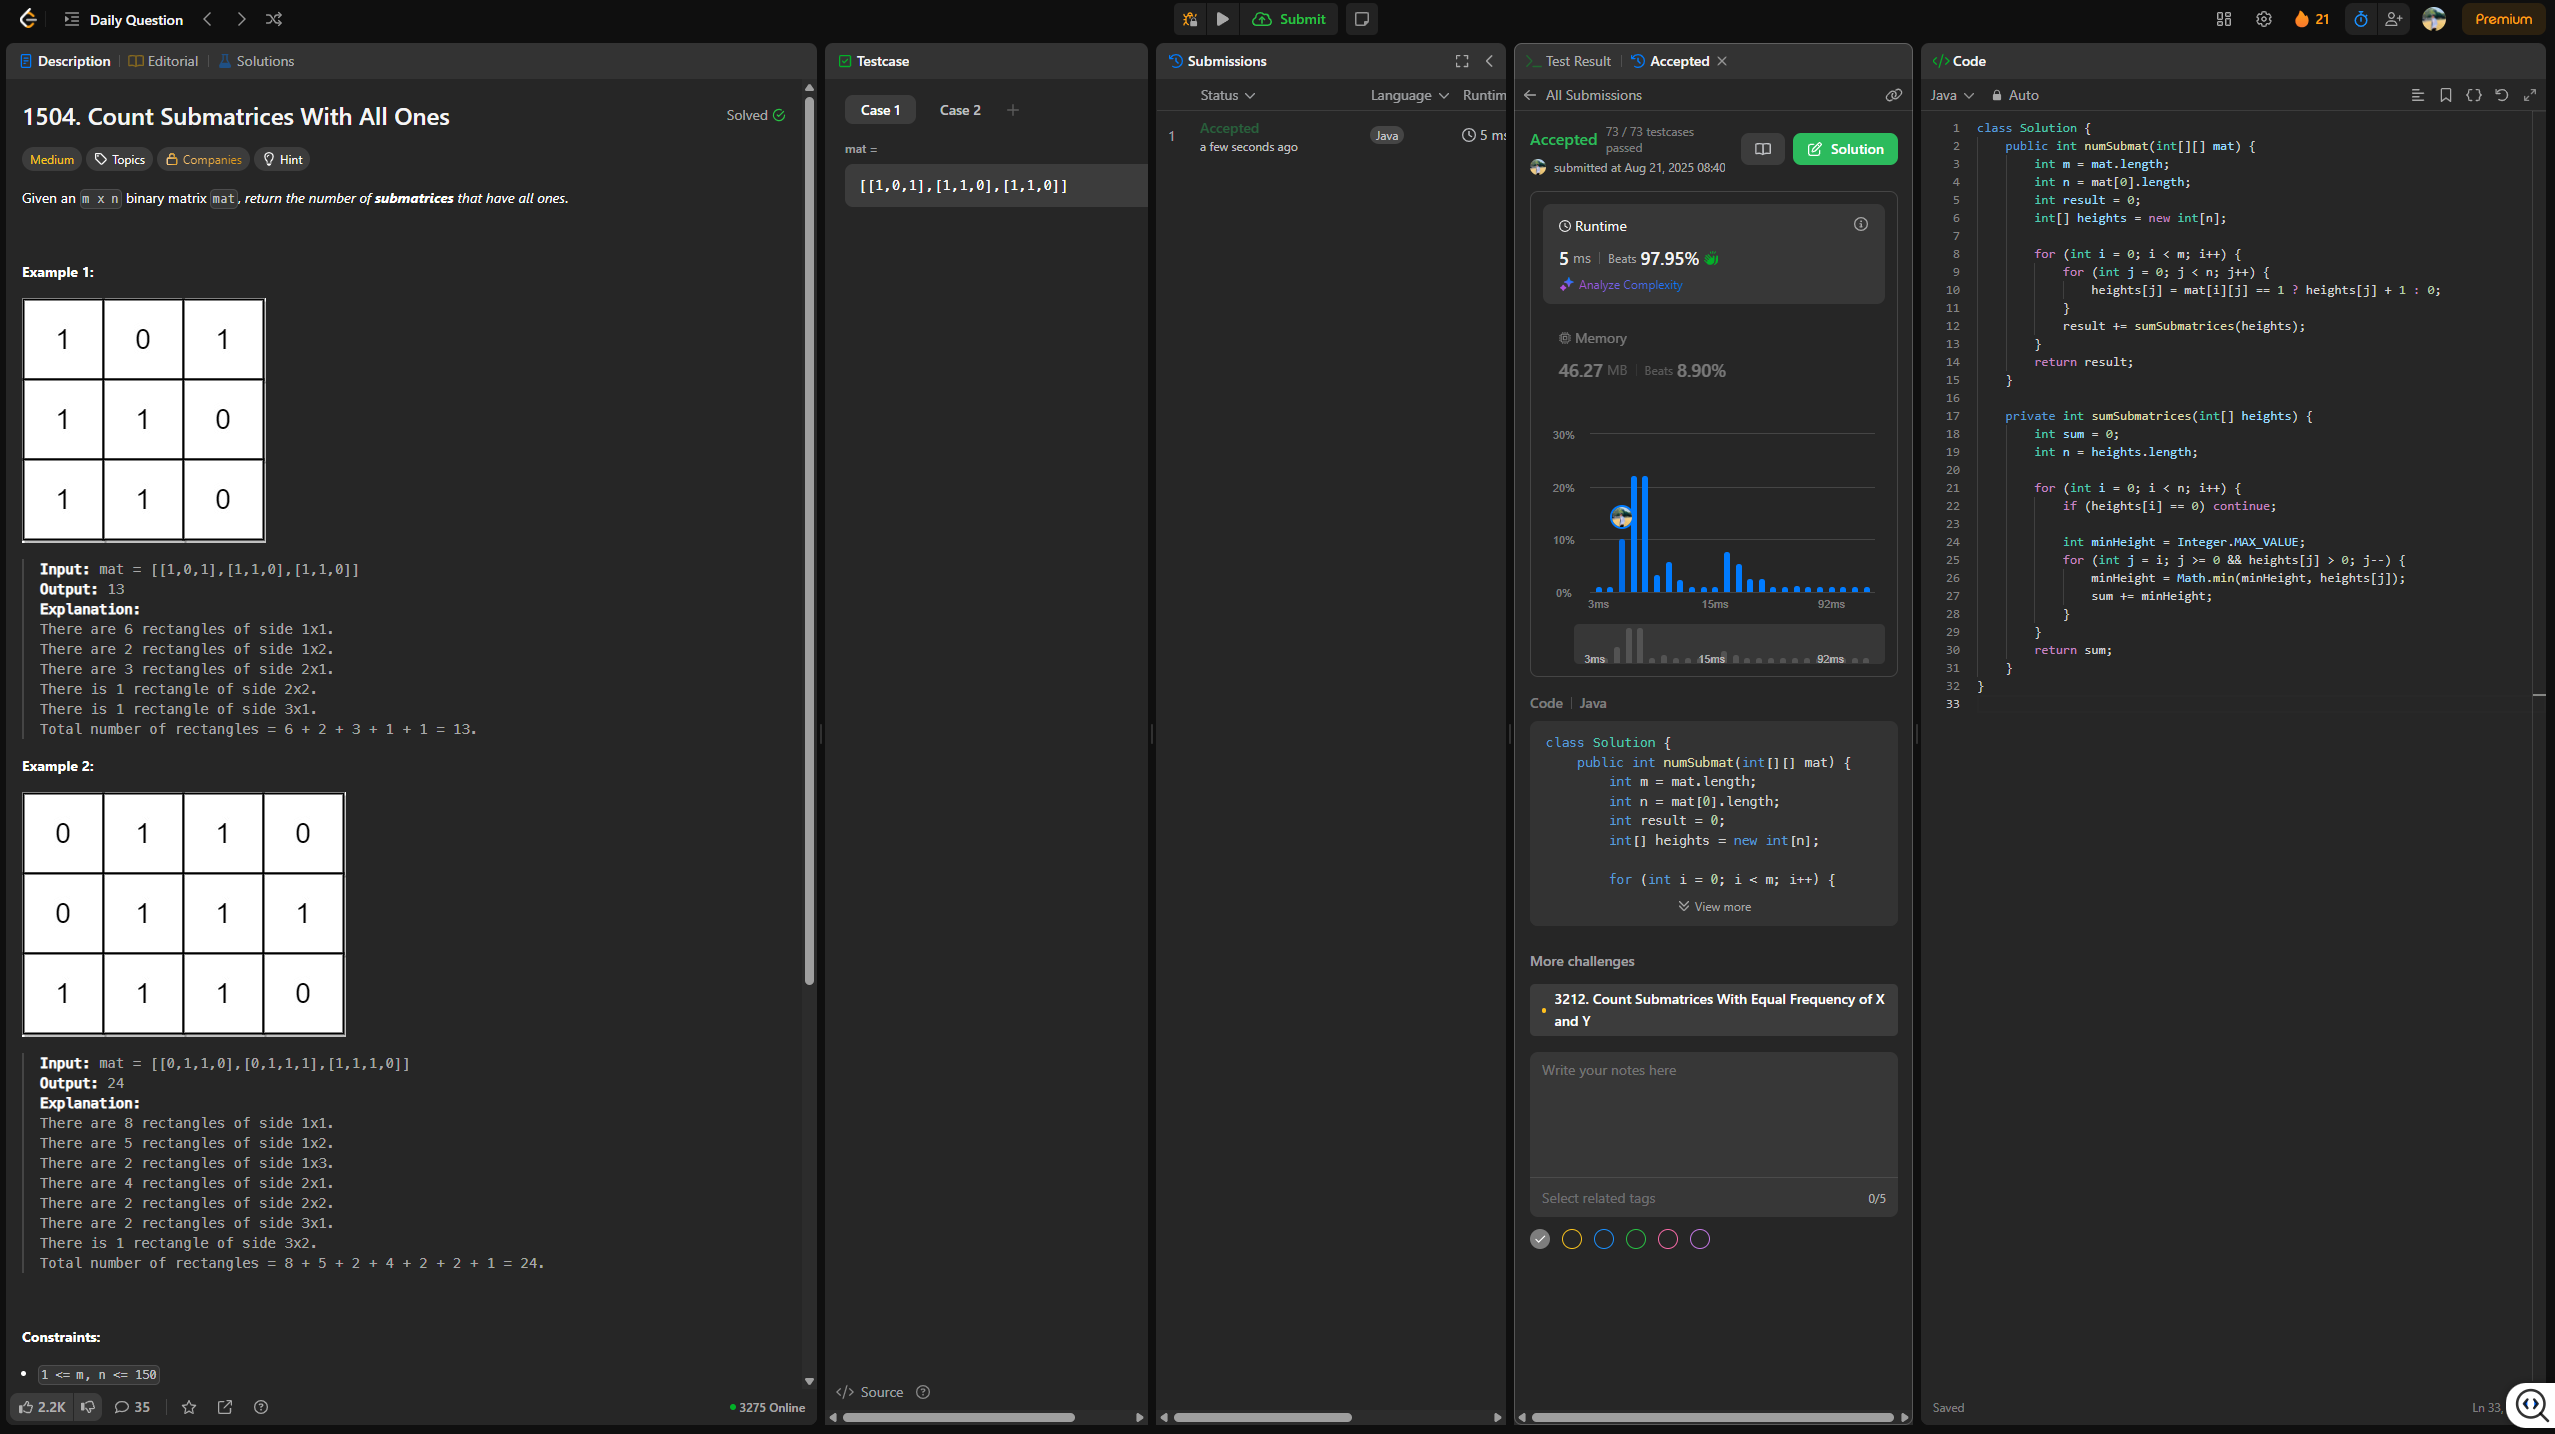 Daily Question
Submit
21
Premium
Description
Editorial
Solutions
1504. Count Submatrices With All Ones
Solved
Medium
Topics
Companies
Hint
Given an m x n binary matrix mat, return the number of submatrices that have all ones.
Example 1:
1 0 1
1 1 0
1 1 0
Input: mat = [[1,0,1],[1,1,0],[1,1,0]]
Output: 13
Explanation:
There are 6 rectangles of side 1x1.
There are 2 rectangles of side 1x2.
There are 3 rectangles of side 2x1.
There is 1 rectangle of side 2x2.
There is 1 rectangle of side 3x1.
Total number of rectangles = 6 + 2 + 3 + 1 + 1 = 13.
Example 2:
0 1 1 0
0 1 1 1
1 1 1 0
Input: mat = [[0,1,1,0],[0,1,1,1],[1,1,1,0]]
Output: 24
Explanation:
There are 8 rectangles of side 1x1.
There are 5 rectangles of side 1x2.
There are 2 rectangles of side 1x3.
There are 4 rectangles of side 2x1.
There are 2 rectangles of side 2x2.
There are 2 rectangles of side 3x1.
There is 1 rectangle of side 3x2.
Total number of rectangles = 8 + 5 + 2 + 4 + 2 + 2 + 1 = 24.
Constraints:
1 <= m, n <= 150
2.2K
35
3275 Online
Testcase
Case 1
Case 2
mat =
[[1,0,1],[1,1,0],[1,1,0]]
</> Source
Submissions
Status
Language
Runtim
1
Accepted
a few seconds ago
Java
5 ms
Test Result
Accepted
All Submissions
Accepted
73 / 73 testcases
passed
submitted at Aug 21, 2025 08:40
Solution
Runtime
5 ms
Beats 97.95%
Analyze Complexity
Memory
46.27 MB
Beats 8.90%
30%
20%
10%
0%
3ms 15ms 92ms
3ms 15ms 92ms
Code
Java
class Solution {
public int numSubmat(int[][] mat) {
int m = mat.length;
int n = mat[0].length;
int result = 0;
int[] heights = new int[n];
for (int i = 0; i < m; i++) {
View more
More challenges
3212. Count Submatrices With Equal Frequency of X
and Y
Write your notes here
Select related tags
0/5
</> Code
Java
Auto
1 class Solution {
2 public int numSubmat(int[][] mat) {
3 int m = mat.length;
4 int n = mat[0].length;
5 int result = 0;
6 int[] heights = new int[n];
7
8 for (int i = 0; i < m; i++) {
9 for (int j = 0; j < n; j++) {
10 heights[j] = mat[i][j] == 1 ? heights[j] + 1 : 0;
11 }
12 result += sumSubmatrices(heights);
13 }
14 return result;
15 }
16
17 private int sumSubmatrices(int[] heights) {
18 int sum = 0;
19 int n = heights.length;
20
21 for (int i = 0; i < n; i++) {
22 if (heights[i] == 0) continue;
23
24 int minHeight = Integer.MAX_VALUE;
25 for (int j = i; j >= 0 && heights[j] > 0; j--) {
26 minHeight = Math.min(minHeight, heights[j]);
27 sum += minHeight;
28 }
29 }
30 return sum;
31 }
32 }
33
Saved
Ln 33,